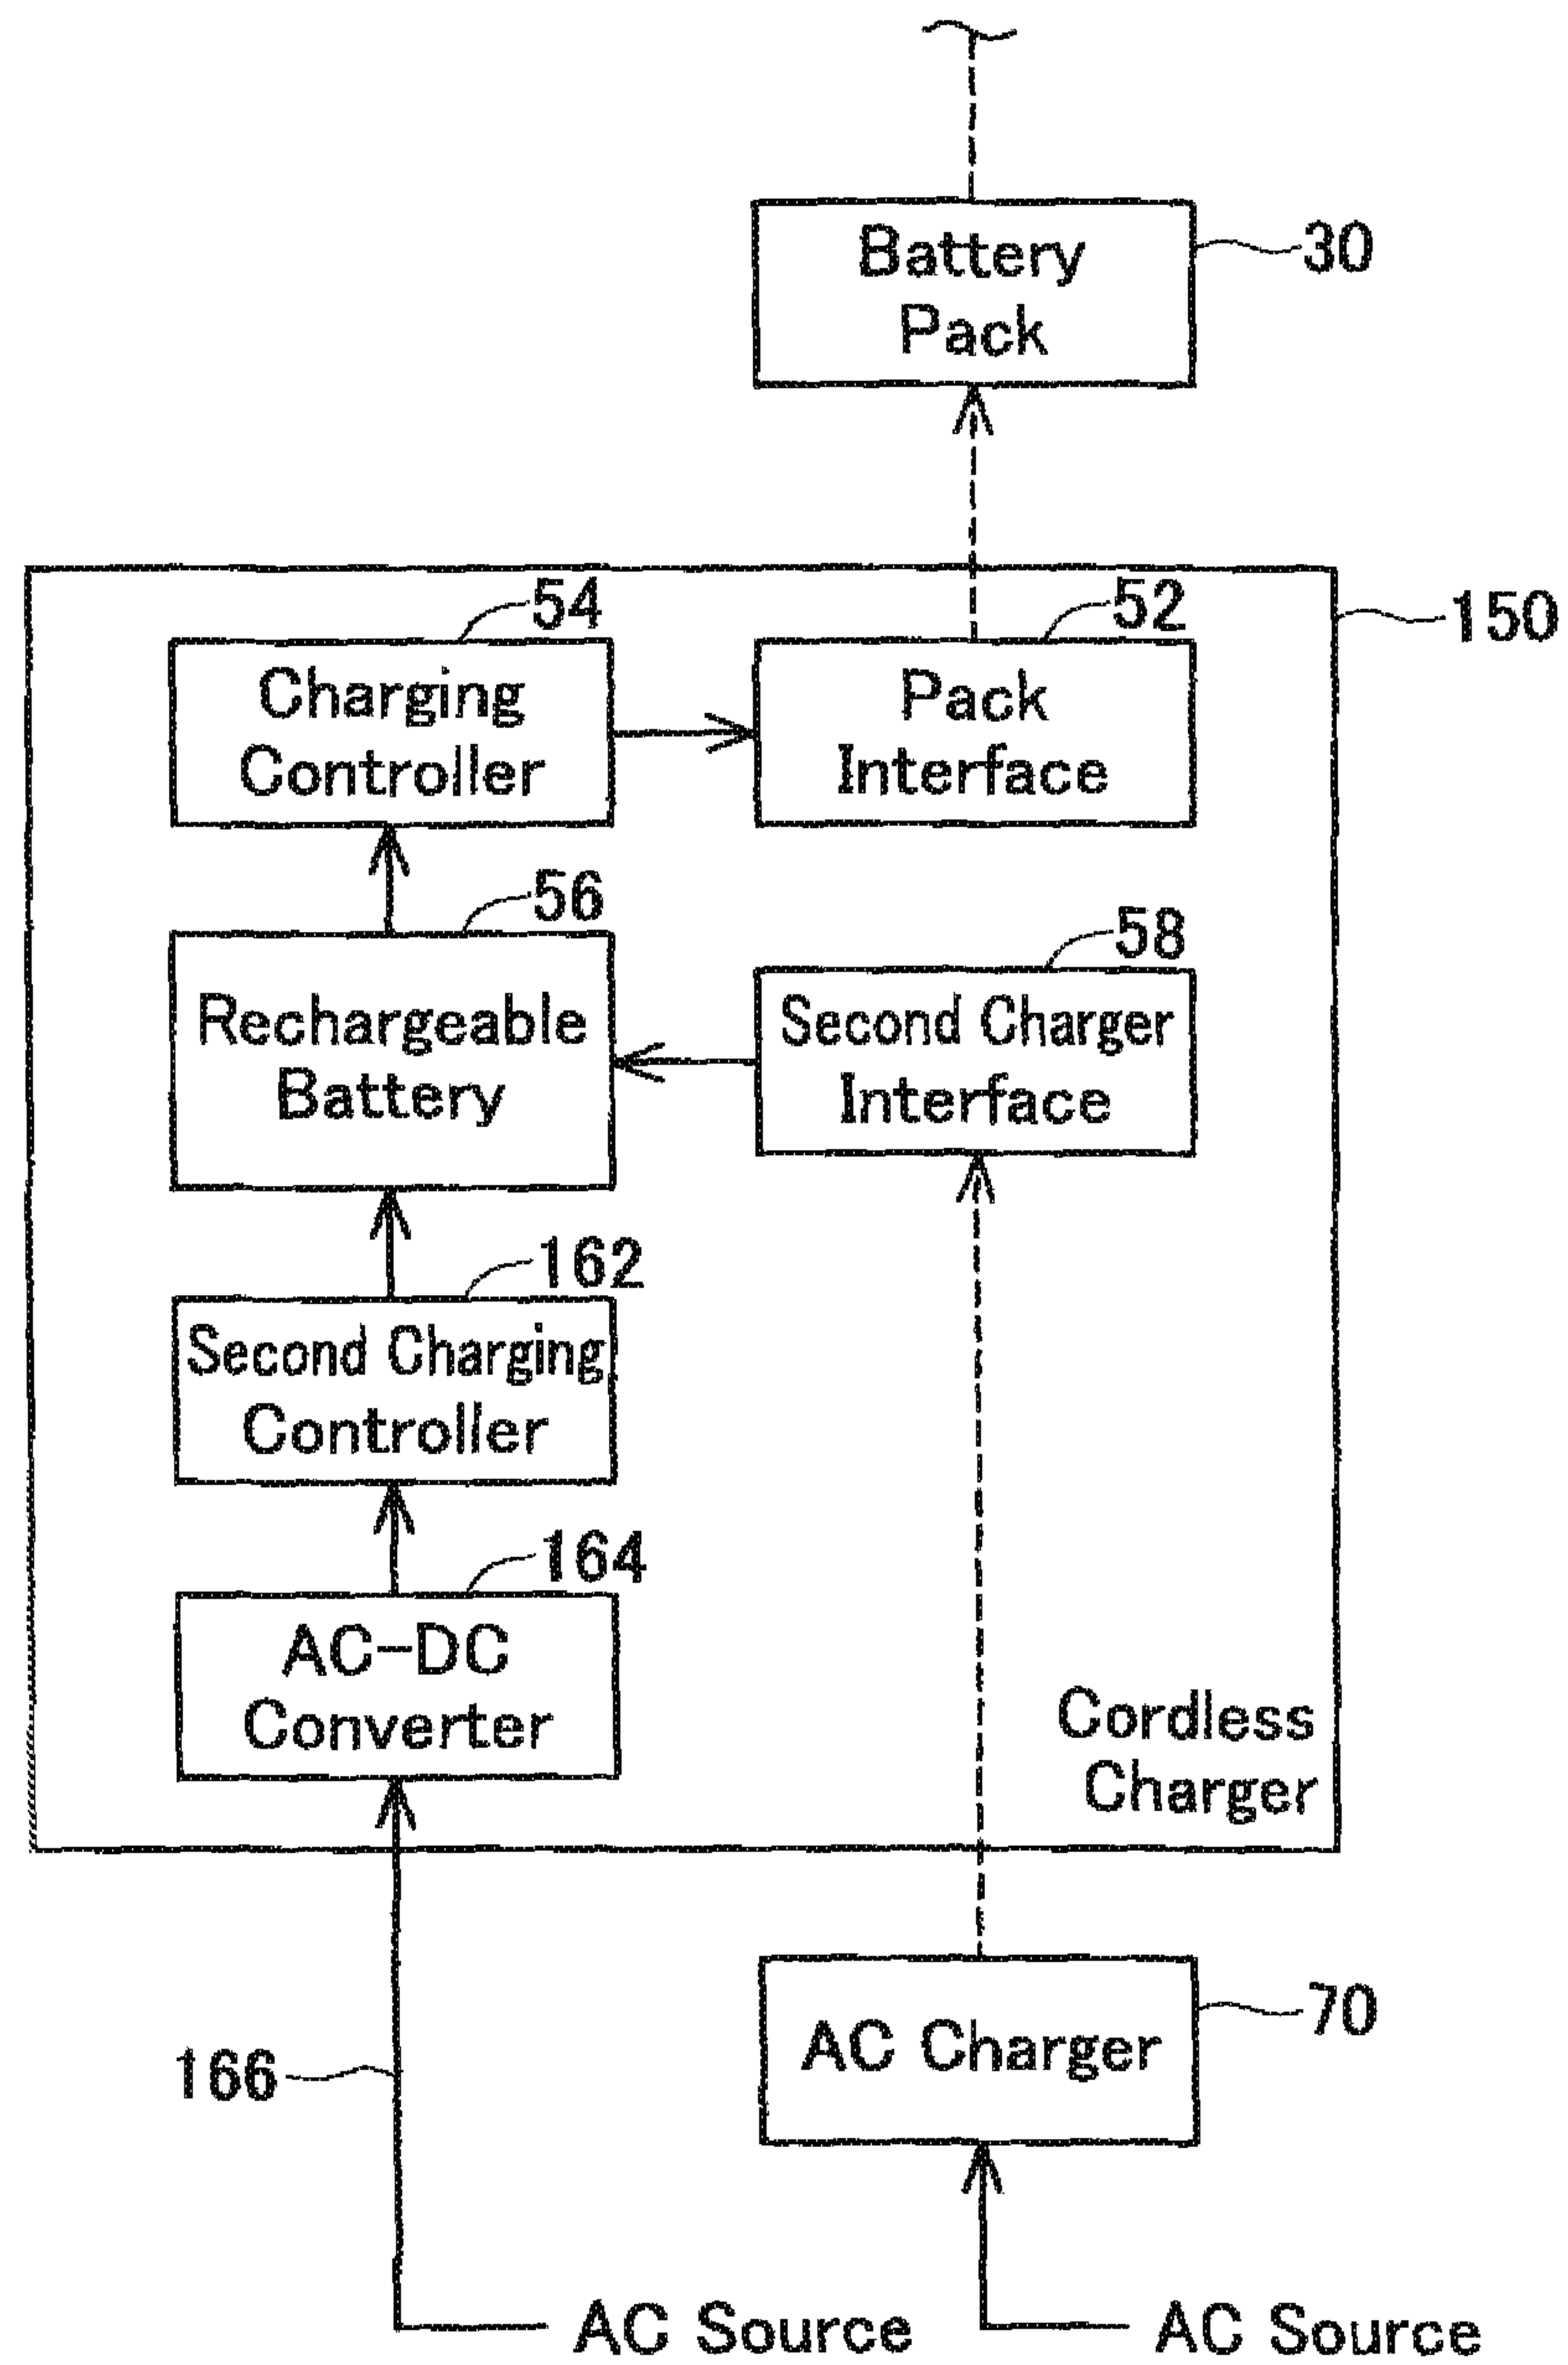 Battery
Pack
30
54
52
150
Charging
Controller
Pack
Interface
56
58
Rechargeable
Battery
Second Charger
Interface
162
Second Charging
Controller
164
AC-DC
Converter
Cordless
Charger
70
AC Charger
166
AC Source
AC Source